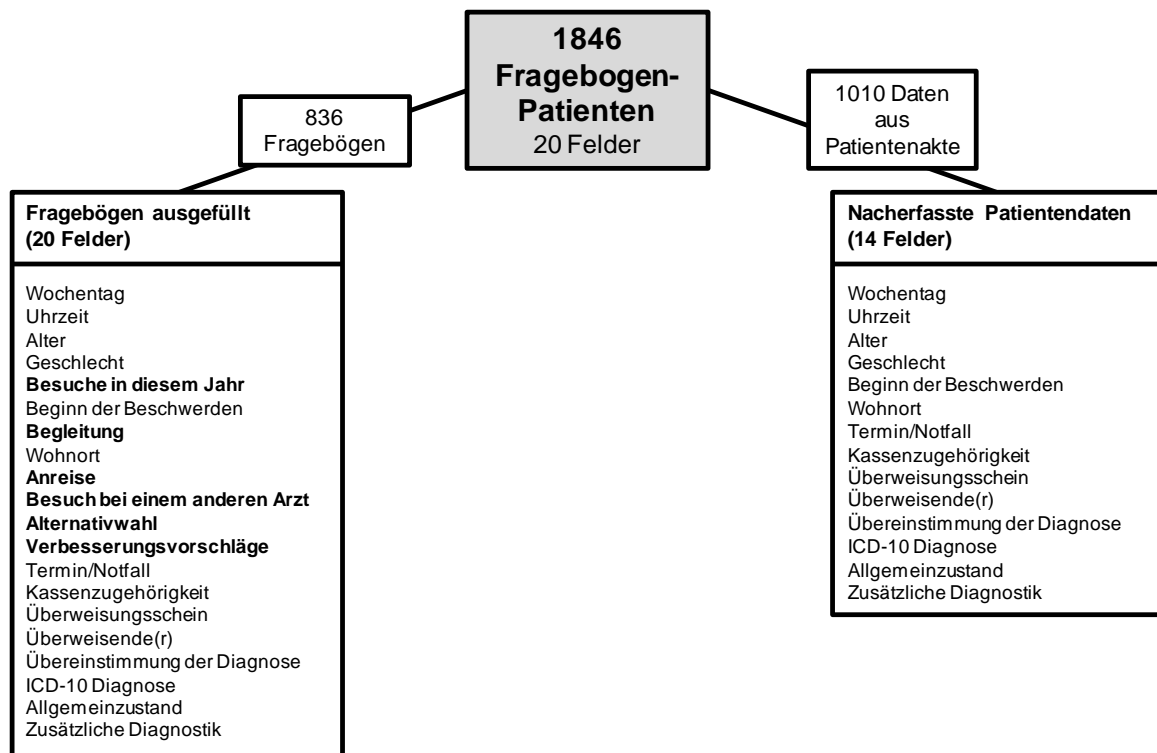 1846
Fragebogen-
Patienten
20 Felder
836
Fragebögen
1010 Daten
aus
Patientenakte
Fragebögen ausgefüllt
(20 Felder)
Wochentag
Uhrzeit
Alter
Geschlecht
Besuche in diesem Jahr
Beginn der Beschwerden
Begleitung
Wohnort
Anreise
Besuch bei einem anderen Arzt
Alternativwahl
Verbesserungsvorschläge
Termin/Notfall
Kassenzugehörigkeit
Überweisungsschein
Überweisende(r)
Übereinstimmung der Diagnose
ICD-10 Diagnose
Allgemeinzustand
Zusätzliche Diagnostik
Nacherfasste Patientendaten
(14 Felder)
Wochentag
Uhrzeit
Alter
Geschlecht
Beginn der Beschwerden
Wohnort
Termin/Notfall
Kassenzugehörigkeit
Überweisungsschein
Überweisende(r)
Übereinstimmung der Diagnose
ICD-10 Diagnose
Allgemeinzustand
Zusätzliche Diagnostik